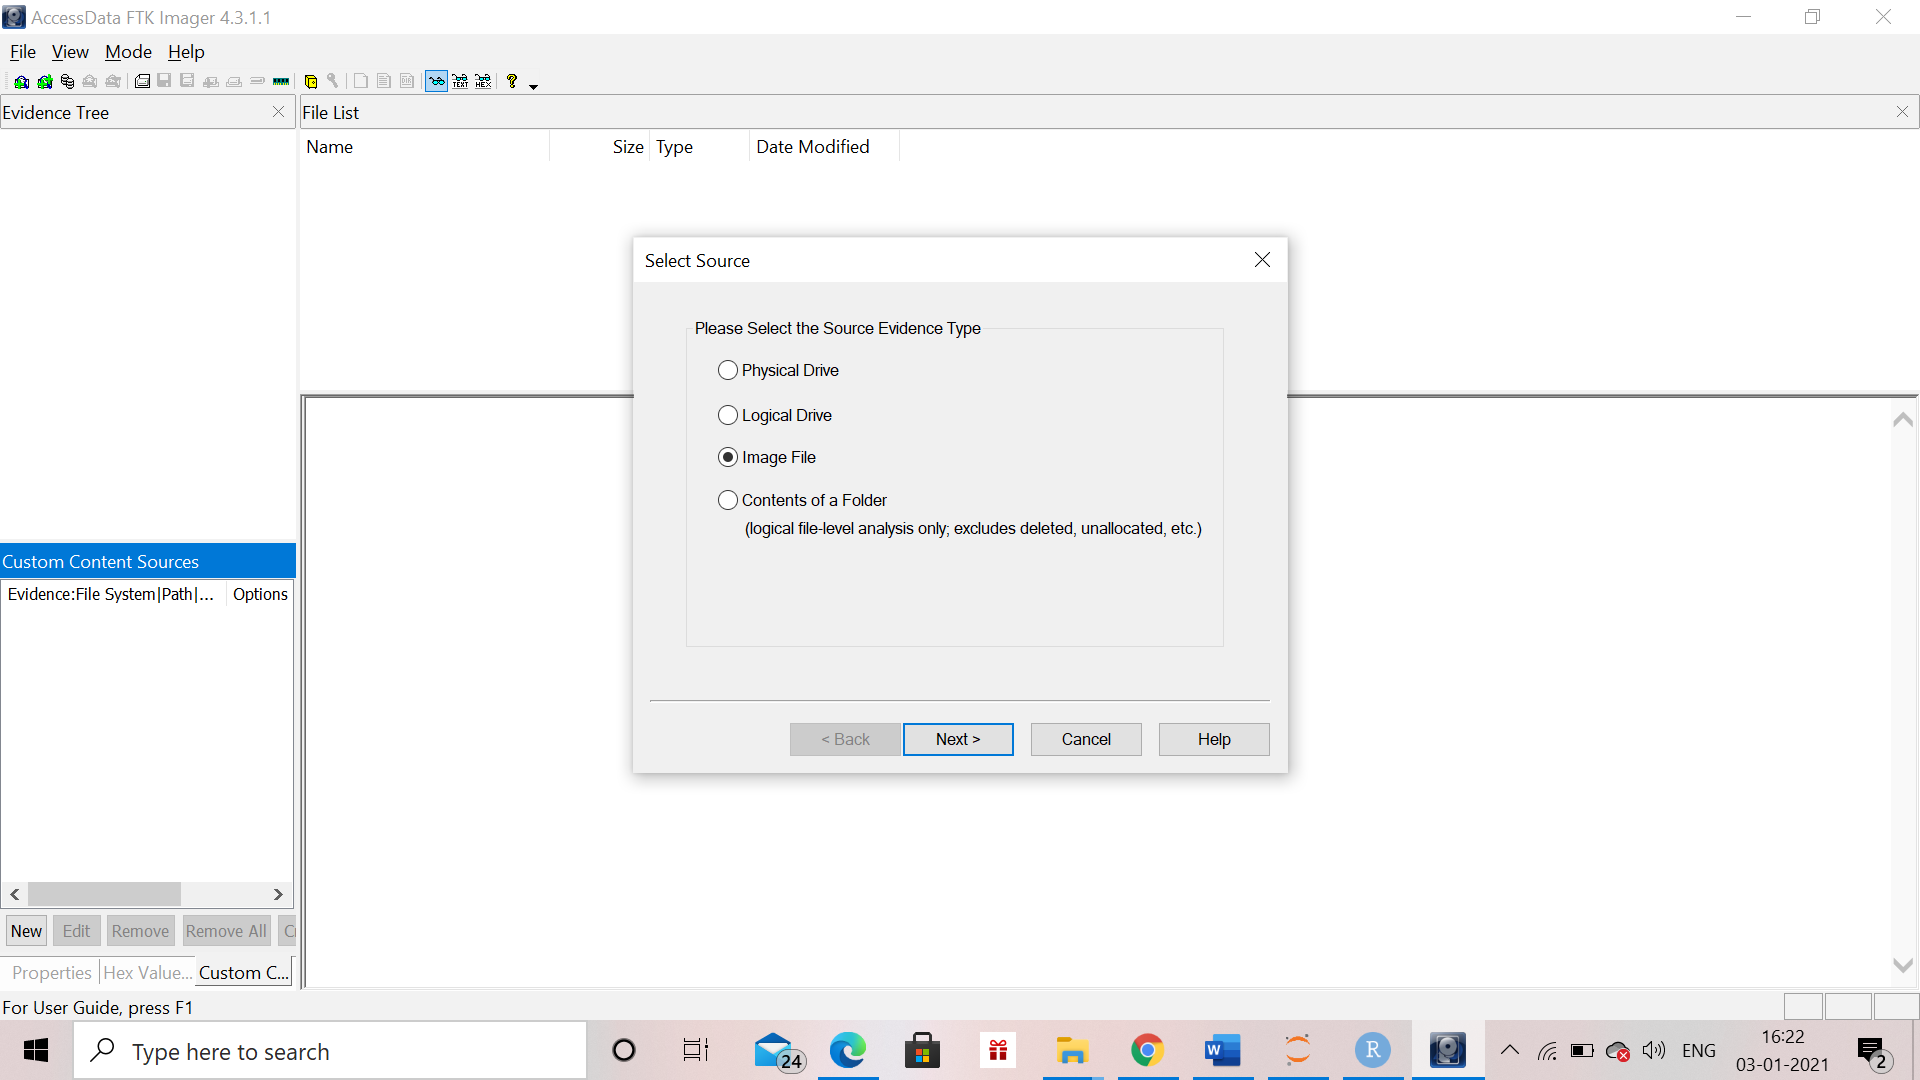 AccessData FTK Imager 4.3.1.1
File View Mode Help
TEXT HEX
Evidence Tree
File List
Name Size Type Date Modified
Select Source
Please Select the Source Evidence Type
Physical Drive
Logical Drive
Image File
Contents of a Folder
(logical file-level analysis only; excludes deleted, unallocated, etc.)
< Back Next > Cancel Help
Custom Content Sources
Evidence:File System|Path|... Options
New Edit Remove Remove All
Properties Hex Value... Custom C...
For User Guide, press F1
Type here to search
24
W
R
ENG
16:22
03-01-2021
2